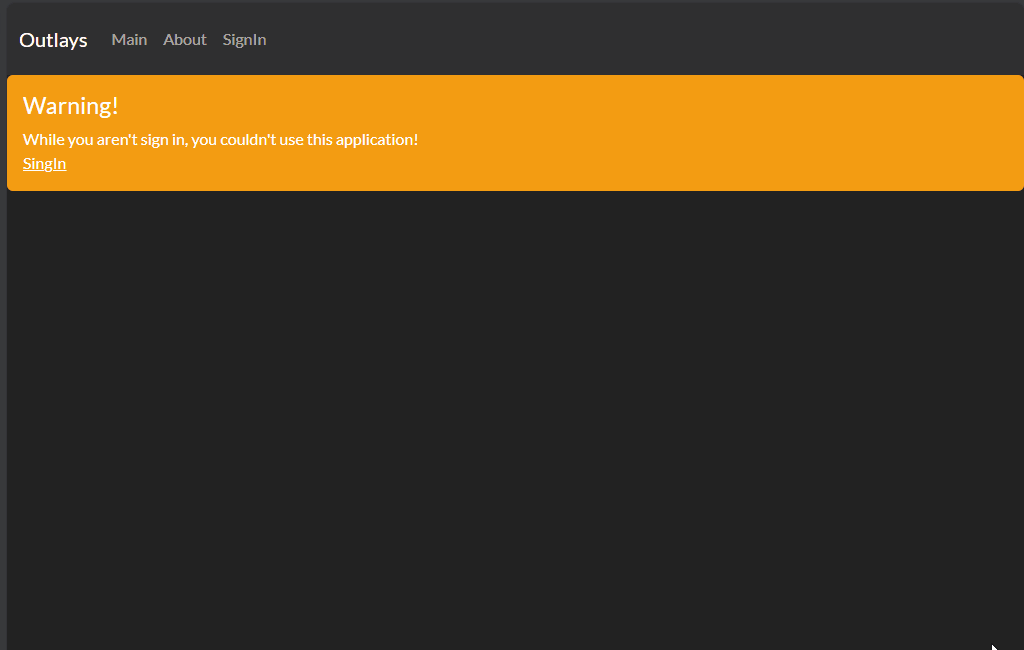 Outlays Main About SignIn
Warning!
While you aren't sign in, you couldn't use this application!
SingIn